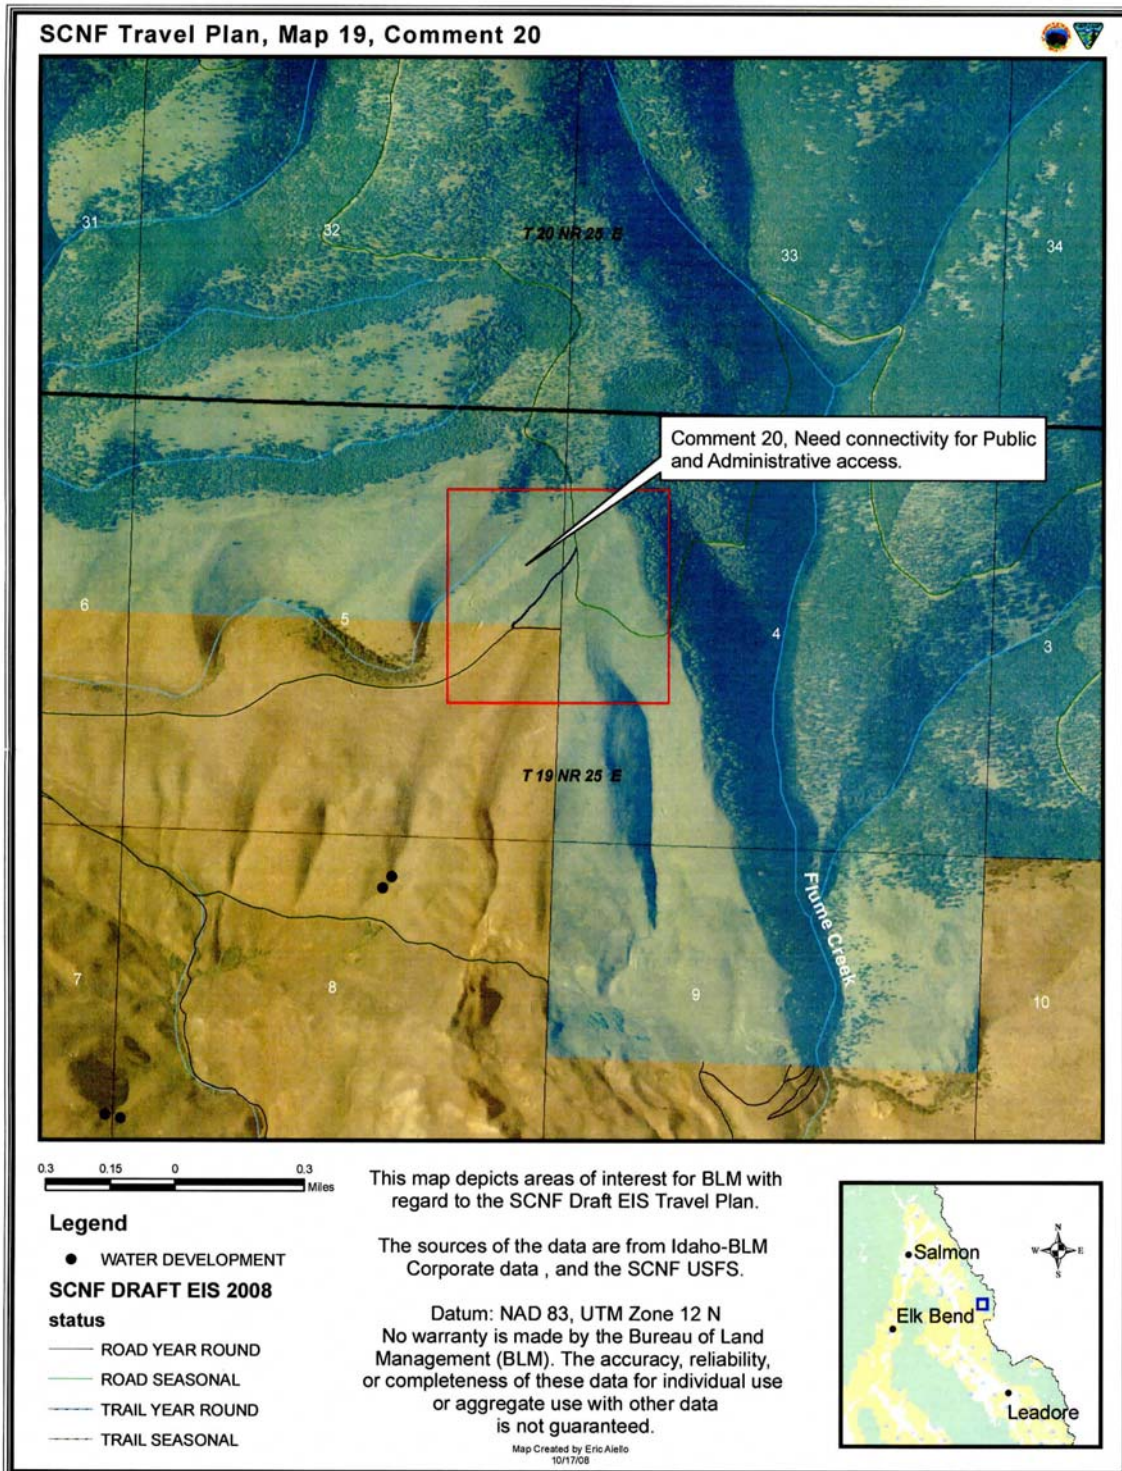 SCNF Travel Plan, Map 19, Comment 20
31
32
T 20 NR 25 E
33
34
Comment 20, Need connectivity for Public
and Administrative access.
6
5
4
3
T 19 NR 25 E
Flume Creek
7
8
9
10
0.3 0.15 0 0.3
Miles
Legend
WATER DEVELOPMENT
SCNF DRAFT EIS 2008
status
ROAD YEAR ROUND
ROAD SEASONAL
TRAIL YEAR ROUND
TRAIL SEASONAL
This map depicts areas of interest for BLM with
regard to the SCNF Draft EIS Travel Plan.
The sources of the data are from Idaho-BLM
Corporate data , and the SCNF USFS.
Datum: NAD 83, UTM Zone 12 N
No warranty is made by the Bureau of Land
Management (BLM). The accuracy, reliability,
or completeness of these data for individual use
or aggregate use with other data
is not guaranteed.
Map Created by Eric Aiello
10/17/08
Salmon
Elk Bend
Leadore
N
W E
S